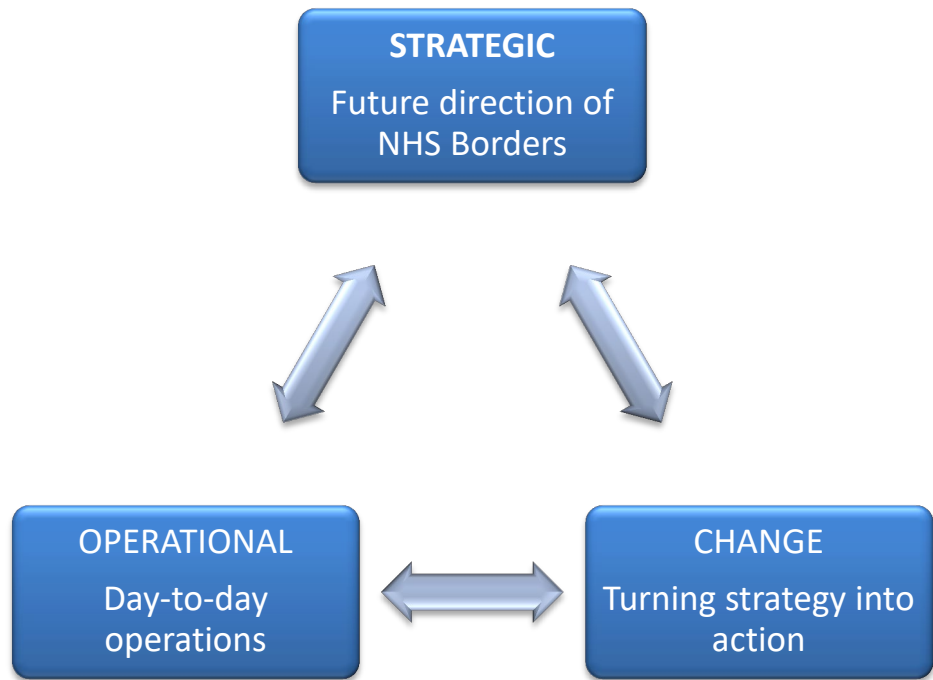 STRATEGIC
Future direction of
NHS Borders
OPERATIONAL
Day-to-day
operations
CHANGE
Turning strategy into
action